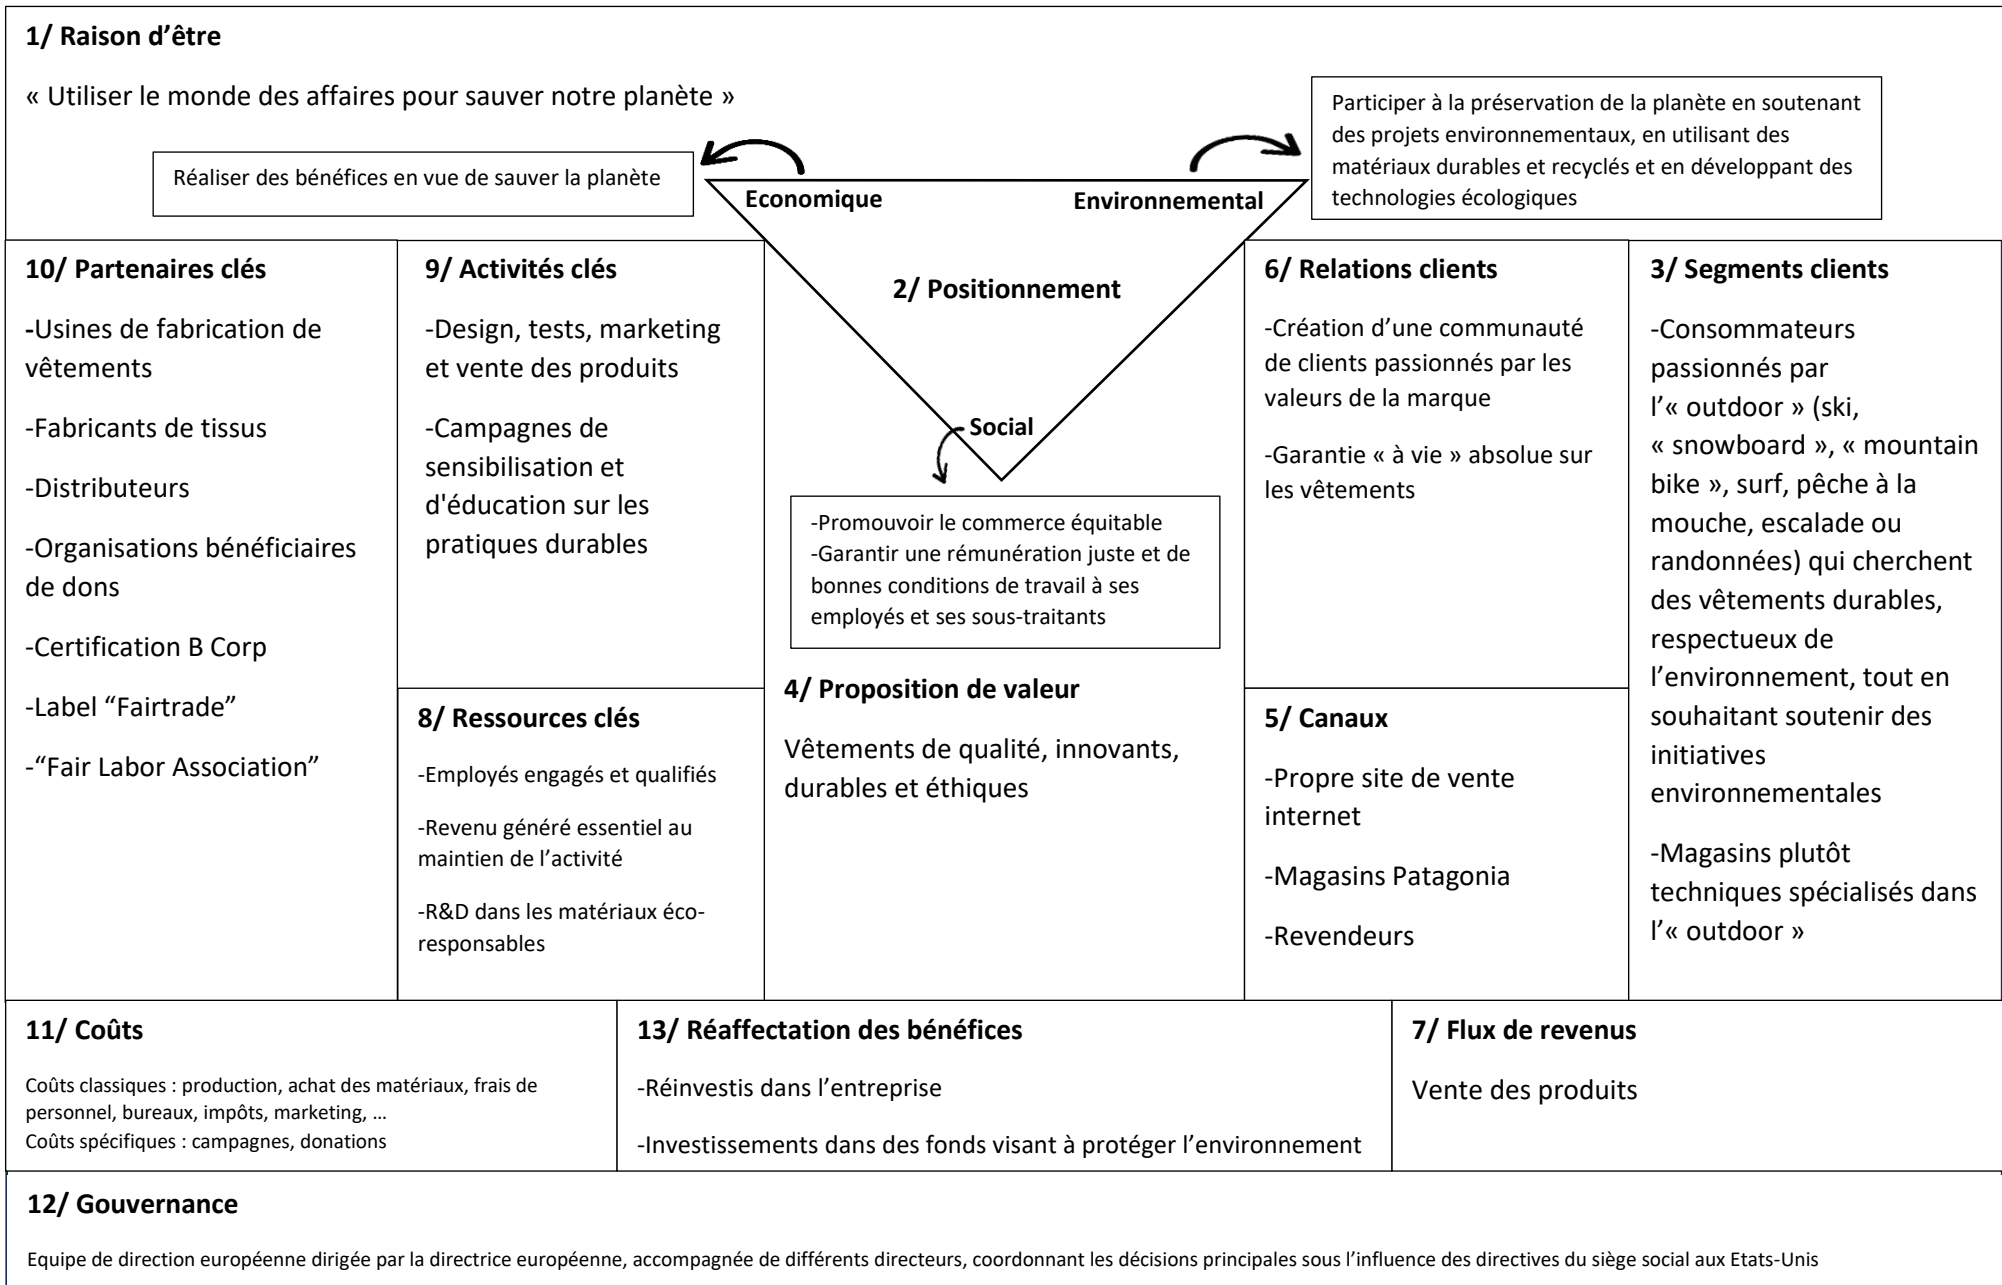 1/ Raison d’être
« Utiliser le monde des affaires pour sauver notre planète »
Réaliser des bénéfices en vue de sauver la planète
Participer à la préservation de la planète en soutenant
des projets environnementaux, en utilisant des
matériaux durables et recyclés et en développant des
technologies écologiques
Economique
Environnemental
2/ Positionnement
Social
-Promouvoir le commerce équitable
-Garantir une rémunération juste et de
bonnes conditions de travail à ses
employés et ses sous-traitants
10/ Partenaires clés
-Usines de fabrication de
vêtements
-Fabricants de tissus
-Distributeurs
-Organisations bénéficiaires
de dons
-Certification B Corp
-Label “Fairtrade”
-“Fair Labor Association”
9/ Activités clés
-Design, tests, marketing
et vente des produits
-Campagnes de
sensibilisation et
d'éducation sur les
pratiques durables
8/ Ressources clés
-Employés engagés et qualifiés
-Revenu généré essentiel au
maintien de l’activité
-R&D dans les matériaux éco-
responsables
4/ Proposition de valeur
Vêtements de qualité, innovants,
durables et éthiques
6/ Relations clients
-Création d’une communauté
de clients passionnés par les
valeurs de la marque
-Garantie « à vie » absolue sur
les vêtements
5/ Canaux
-Propre site de vente
internet
-Magasins Patagonia
-Revendeurs
3/ Segments clients
-Consommateurs
passionnés par
l’« outdoor » (ski,
« snowboard », « mountain
bike », surf, pêche à la
mouche, escalade ou
randonnées) qui cherchent
des vêtements durables,
respectueux de
l’environnement, tout en
souhaitant soutenir des
initiatives
environnementales
-Magasins plutôt
techniques spécialisés dans
l’« outdoor »
11/ Coûts
Coûts classiques : production, achat des matériaux, frais de
personnel, bureaux, impôts, marketing, …
Coûts spécifiques : campagnes, donations
13/ Réaffectation des bénéfices
-Réinvestis dans l’entreprise
-Investissements dans des fonds visant à protéger l’environnement
7/ Flux de revenus
Vente des produits
12/ Gouvernance
Equipe de direction européenne dirigée par la directrice européenne, accompagnée de différents directeurs, coordonnant les décisions principales sous l’influence des directives du siège social aux Etats-Unis